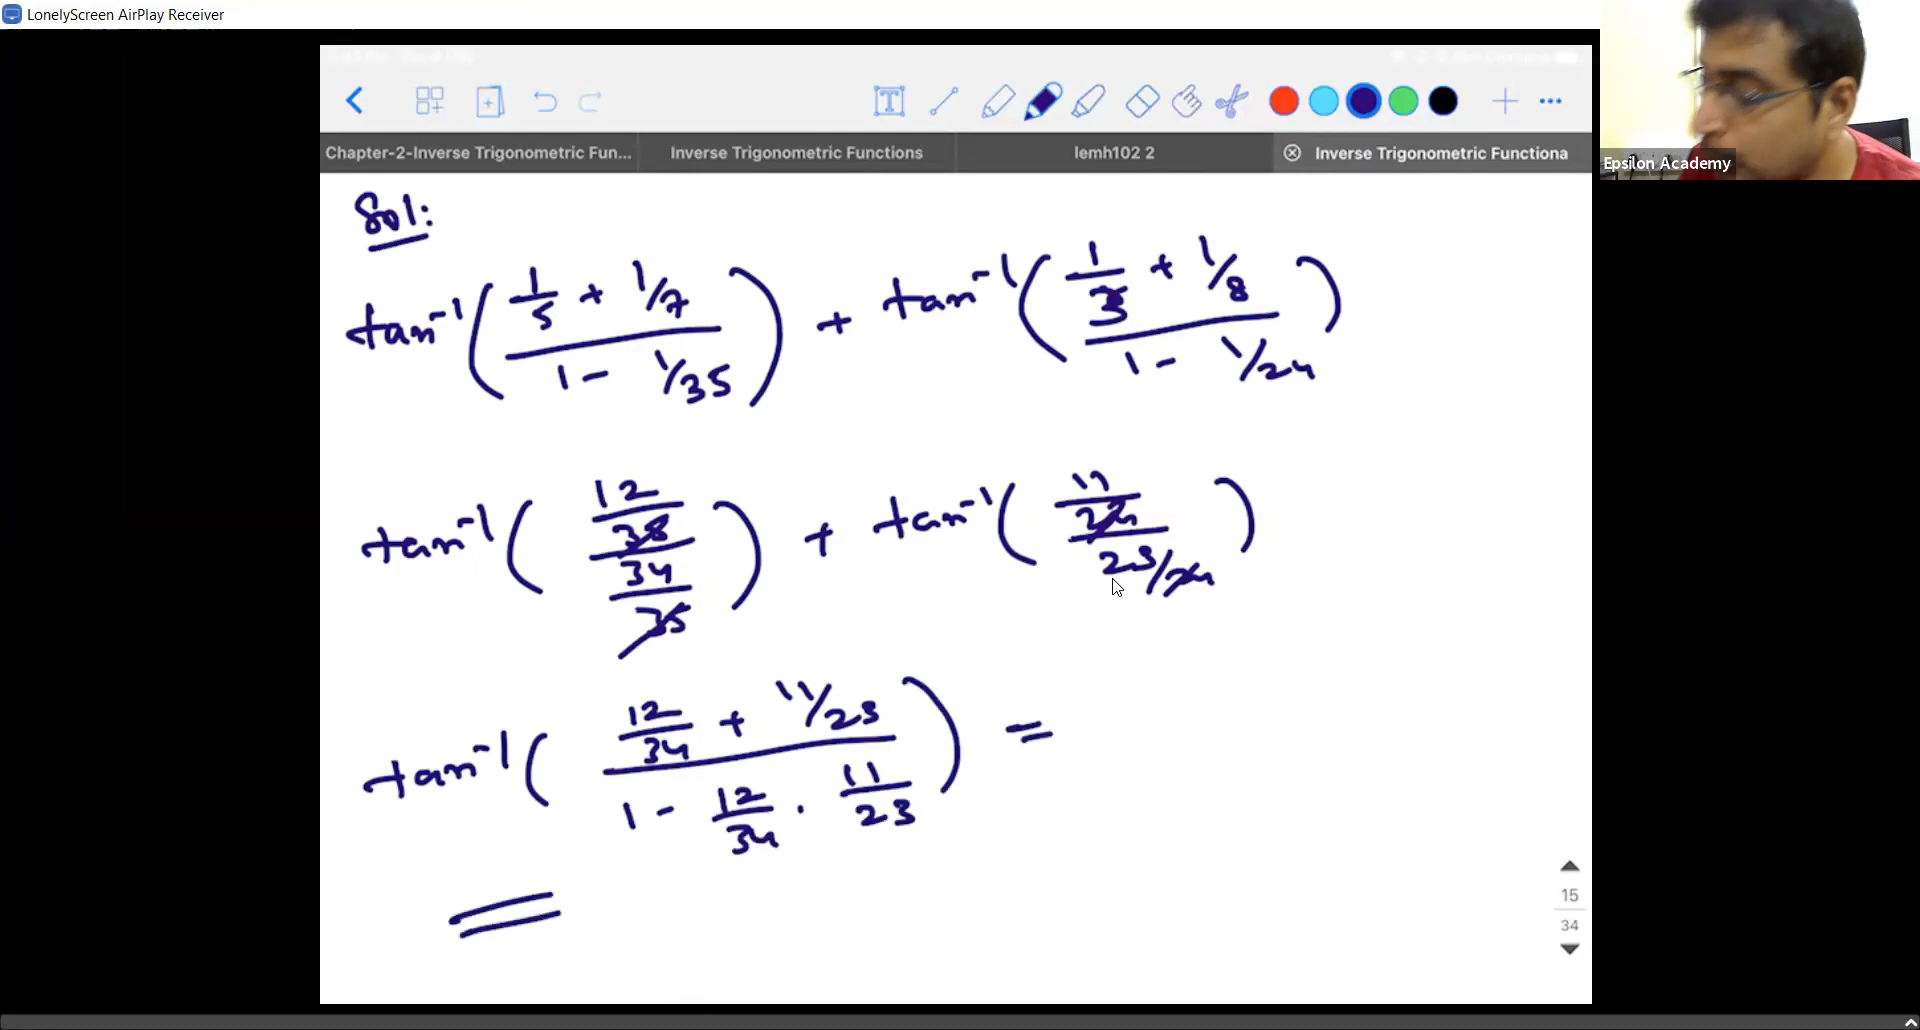 LonelyScreen AirPlay Receiver
T
Chapter-2-Inverse Trigonometric Fun...
Inverse Trigonometric Functions
lemh102 2
Inverse Trigonometric Functiona
Epsilon Academy
Sol:
tan⁻¹((1/5 + 1/7)/(1 - 1/35)) + tan⁻¹((1/3 + 1/8)/(1 - 1/24))
tan⁻¹((12/35)/(34/35)) + tan⁻¹((11/24)/(23/24))
tan⁻¹((12/34 + 11/23)/(1 - 12/34 · 11/23)) =
=
15
34